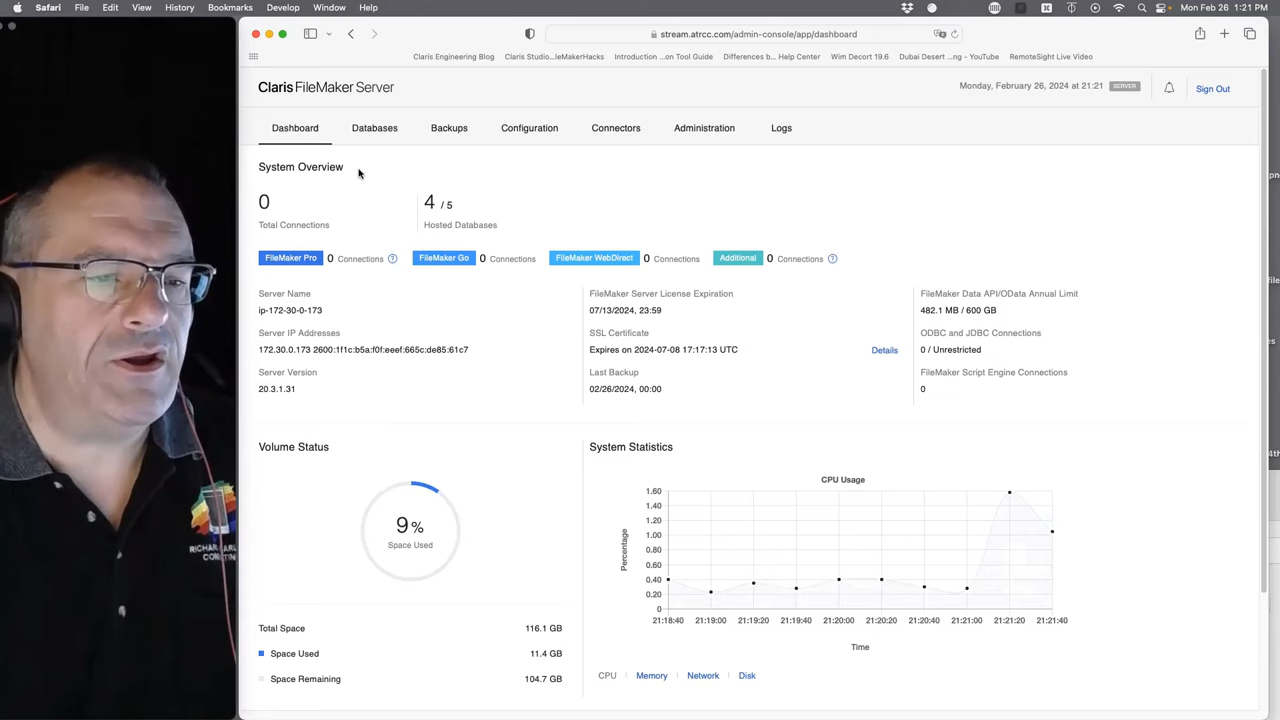 Safari File Edit View History Bookmarks Develop Window Help Mon Feb 26 1:21 PM
stream.atrcc.com/admin-console/app/dashboard
Claris Engineering Blog Claris Studio...leMakerHacks Introduction ...on Tool Guide Differences b... Help Center Wim Decort 19.6 Dubai Desert ...ng - YouTube RemoteSight Live Video
Claris FileMaker Server
Monday, February 26, 2024 at 21:21 SERVER Sign Out
Dashboard Databases Backups Configuration Connectors Administration Logs
System Overview
0 4 / 5
Total Connections Hosted Databases
FileMaker Pro 0 Connections ? FileMaker Go 0 Connections FileMaker WebDirect 0 Connections Additional 0 Connections ?
Server Name FileMaker Server License Expiration FileMaker Data API/OData Annual Limit
ip-172-30-0-173 07/13/2024, 23:59 482.1 MB / 600 GB
Server IP Addresses SSL Certificate ODBC and JDBC Connections
172.30.0.173 2600:1f1c:b5a:f0f:eeef:665c:de85:61c7 Expires on 2024-07-08 17:17:13 UTC Details 0 / Unrestricted
Server Version Last Backup FileMaker Script Engine Connections
20.3.1.31 02/26/2024, 00:00 0
Volume Status System Statistics
9%
Space Used
Total Space 116.1 GB
Space Used 11.4 GB
Space Remaining 104.7 GB
CPU Usage
1.60
1.40
1.20
1.00
0.80
0.60
0.40
0.20
0
Percentage
21:18:40 21:19:00 21:19:20 21:19:40 21:20:00 21:20:20 21:20:40 21:21:00 21:21:20 21:21:40
Time
CPU Memory Network Disk